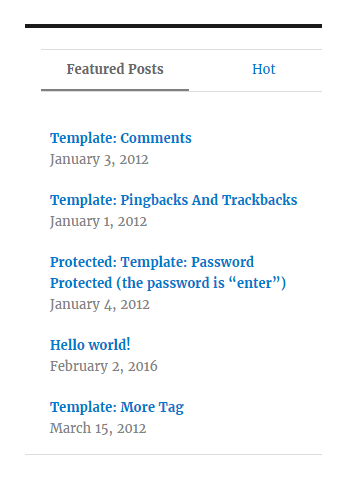 Featured Posts Hot
Template: Comments
January 3, 2012
Template: Pingbacks And Trackbacks
January 1, 2012
Protected: Template: Password
Protected (the password is “enter”)
January 4, 2012
Hello world!
February 2, 2016
Template: More Tag
March 15, 2012